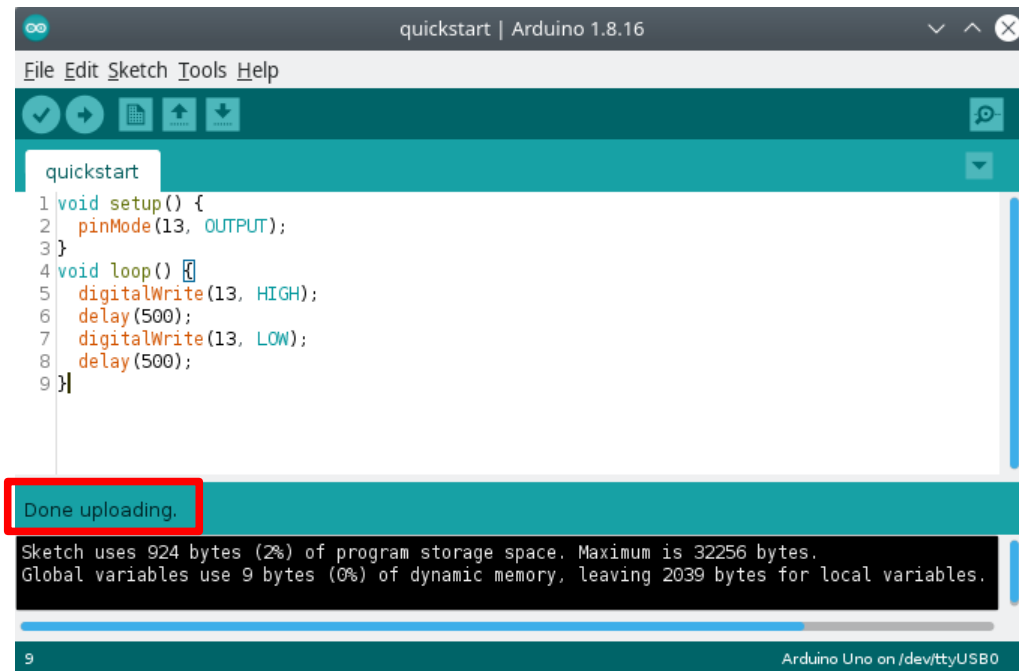 quickstart | Arduino 1.8.16
File Edit Sketch Tools Help
quickstart
1 void setup() {
2   pinMode(13, OUTPUT);
3 }
4 void loop() {
5   digitalWrite(13, HIGH);
6   delay(500);
7   digitalWrite(13, LOW);
8   delay(500);
9 }
Done uploading.
Sketch uses 924 bytes (2%) of program storage space. Maximum is 32256 bytes.
Global variables use 9 bytes (0%) of dynamic memory, leaving 2039 bytes for local variables.
9 Arduino Uno on /dev/ttyUSB0